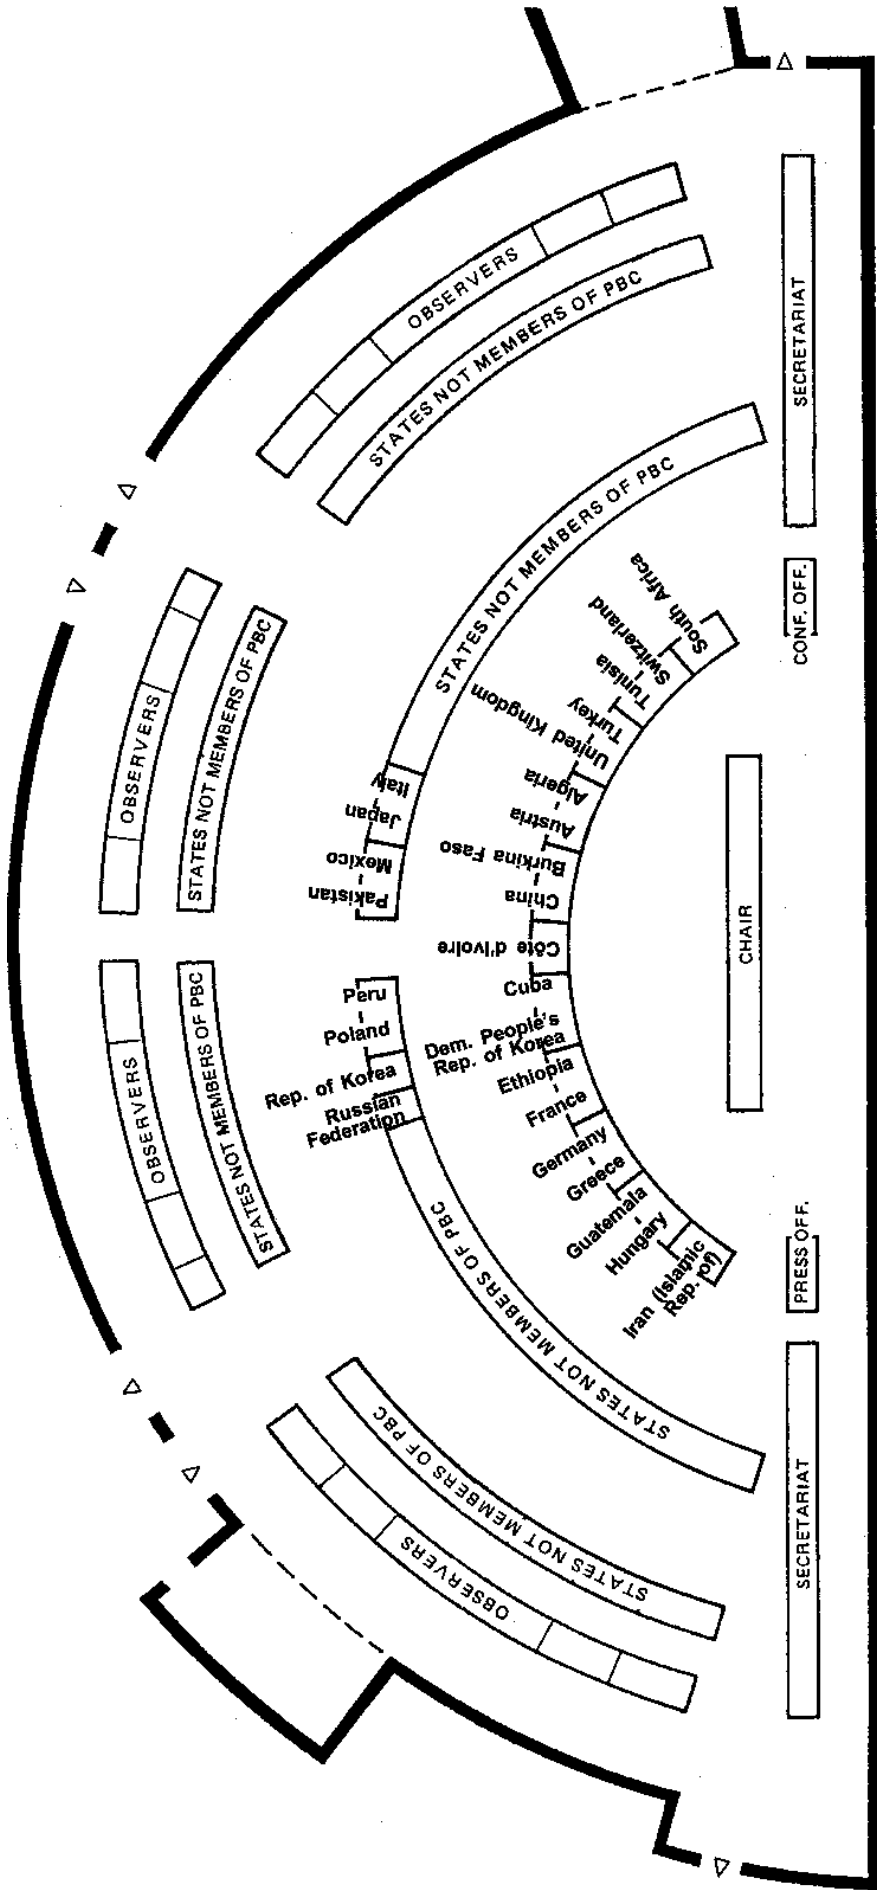 SECRETARIAT
OBSERVERS
STATES NOT MEMBERS OF PBC
STATES NOT MEMBERS OF PBC
CONF. OFF.
South Africa
Switzerland
Tunisia
Turkey
United Kingdom
Algeria
Austria
Burkina Faso
China
Côte d'Ivoire
Cuba
Dem. People's
Rep. of Korea
Ethiopia
France
Germany
Greece
Guatemala
Hungary
Iran (Islamic
Rep. of)
Italy
Japan
Mexico
Pakistan
Peru
Poland
Rep. of Korea
Russian
Federation
OBSERVERS
STATES NOT MEMBERS OF PBC
CHAIR
OBSERVERS
STATES NOT MEMBERS OF PBC
STATES NOT MEMBERS OF PBC
PRESS OFF.
STATES NOT MEMBERS OF PBC
OBSERVERS
SECRETARIAT